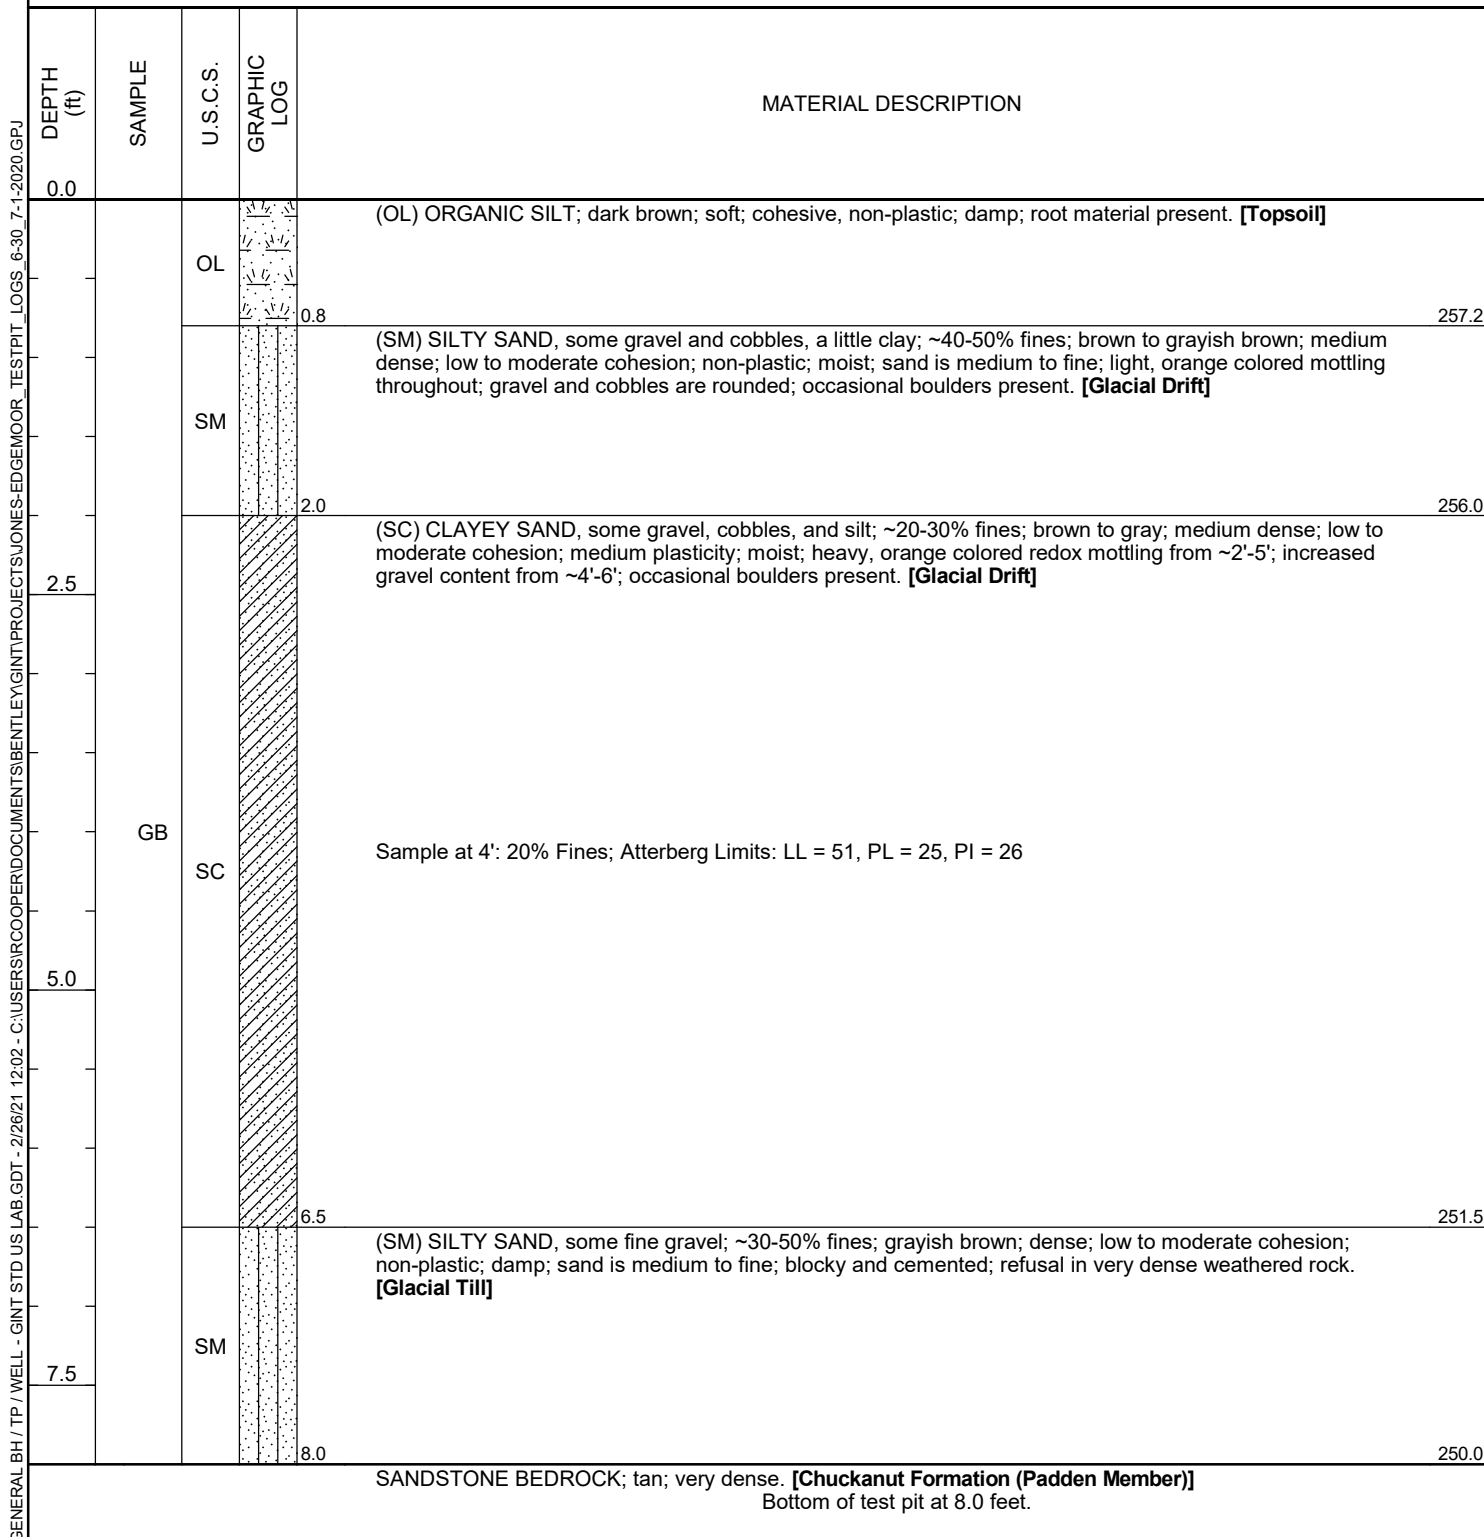 DEPTH
(ft)
SAMPLE
U.S.C.S.
GRAPHIC
LOG
MATERIAL DESCRIPTION
0.0
(OL) ORGANIC SILT; dark brown; soft; cohesive, non-plastic; damp; root material present. [Topsoil]
OL
0.8
257.2
(SM) SILTY SAND, some gravel and cobbles, a little clay; ~40-50% fines; brown to grayish brown; medium
dense; low to moderate cohesion; non-plastic; moist; sand is medium to fine; light, orange colored mottling
throughout; gravel and cobbles are rounded; occasional boulders present. [Glacial Drift]
SM
2.0
256.0
(SC) CLAYEY SAND, some gravel, cobbles, and silt; ~20-30% fines; brown to gray; medium dense; low to
moderate cohesion; medium plasticity; moist; heavy, orange colored redox mottling from ~2'-5'; increased
gravel content from ~4'-6'; occasional boulders present. [Glacial Drift]
2.5
GB
Sample at 4': 20% Fines; Atterberg Limits: LL = 51, PL = 25, PI = 26
SC
5.0
6.5
251.5
(SM) SILTY SAND, some fine gravel; ~30-50% fines; grayish brown; dense; low to moderate cohesion;
non-plastic; damp; sand is medium to fine; blocky and cemented; refusal in very dense weathered rock.
[Glacial Till]
SM
7.5
8.0
250.0
SANDSTONE BEDROCK; tan; very dense. [Chuckanut Formation (Padden Member)]
Bottom of test pit at 8.0 feet.
GENERAL BH / TP / WELL - GINT STD US LAB.GDT - 2/26/21 12:02 - C:\USERS\RCOOPER\DOCUMENTS\BENTLEY\GINT\PROJECTS\JONES-EDGEMOOR_TESTPIT_LOGS_6-30_7-1-2020.GPJ